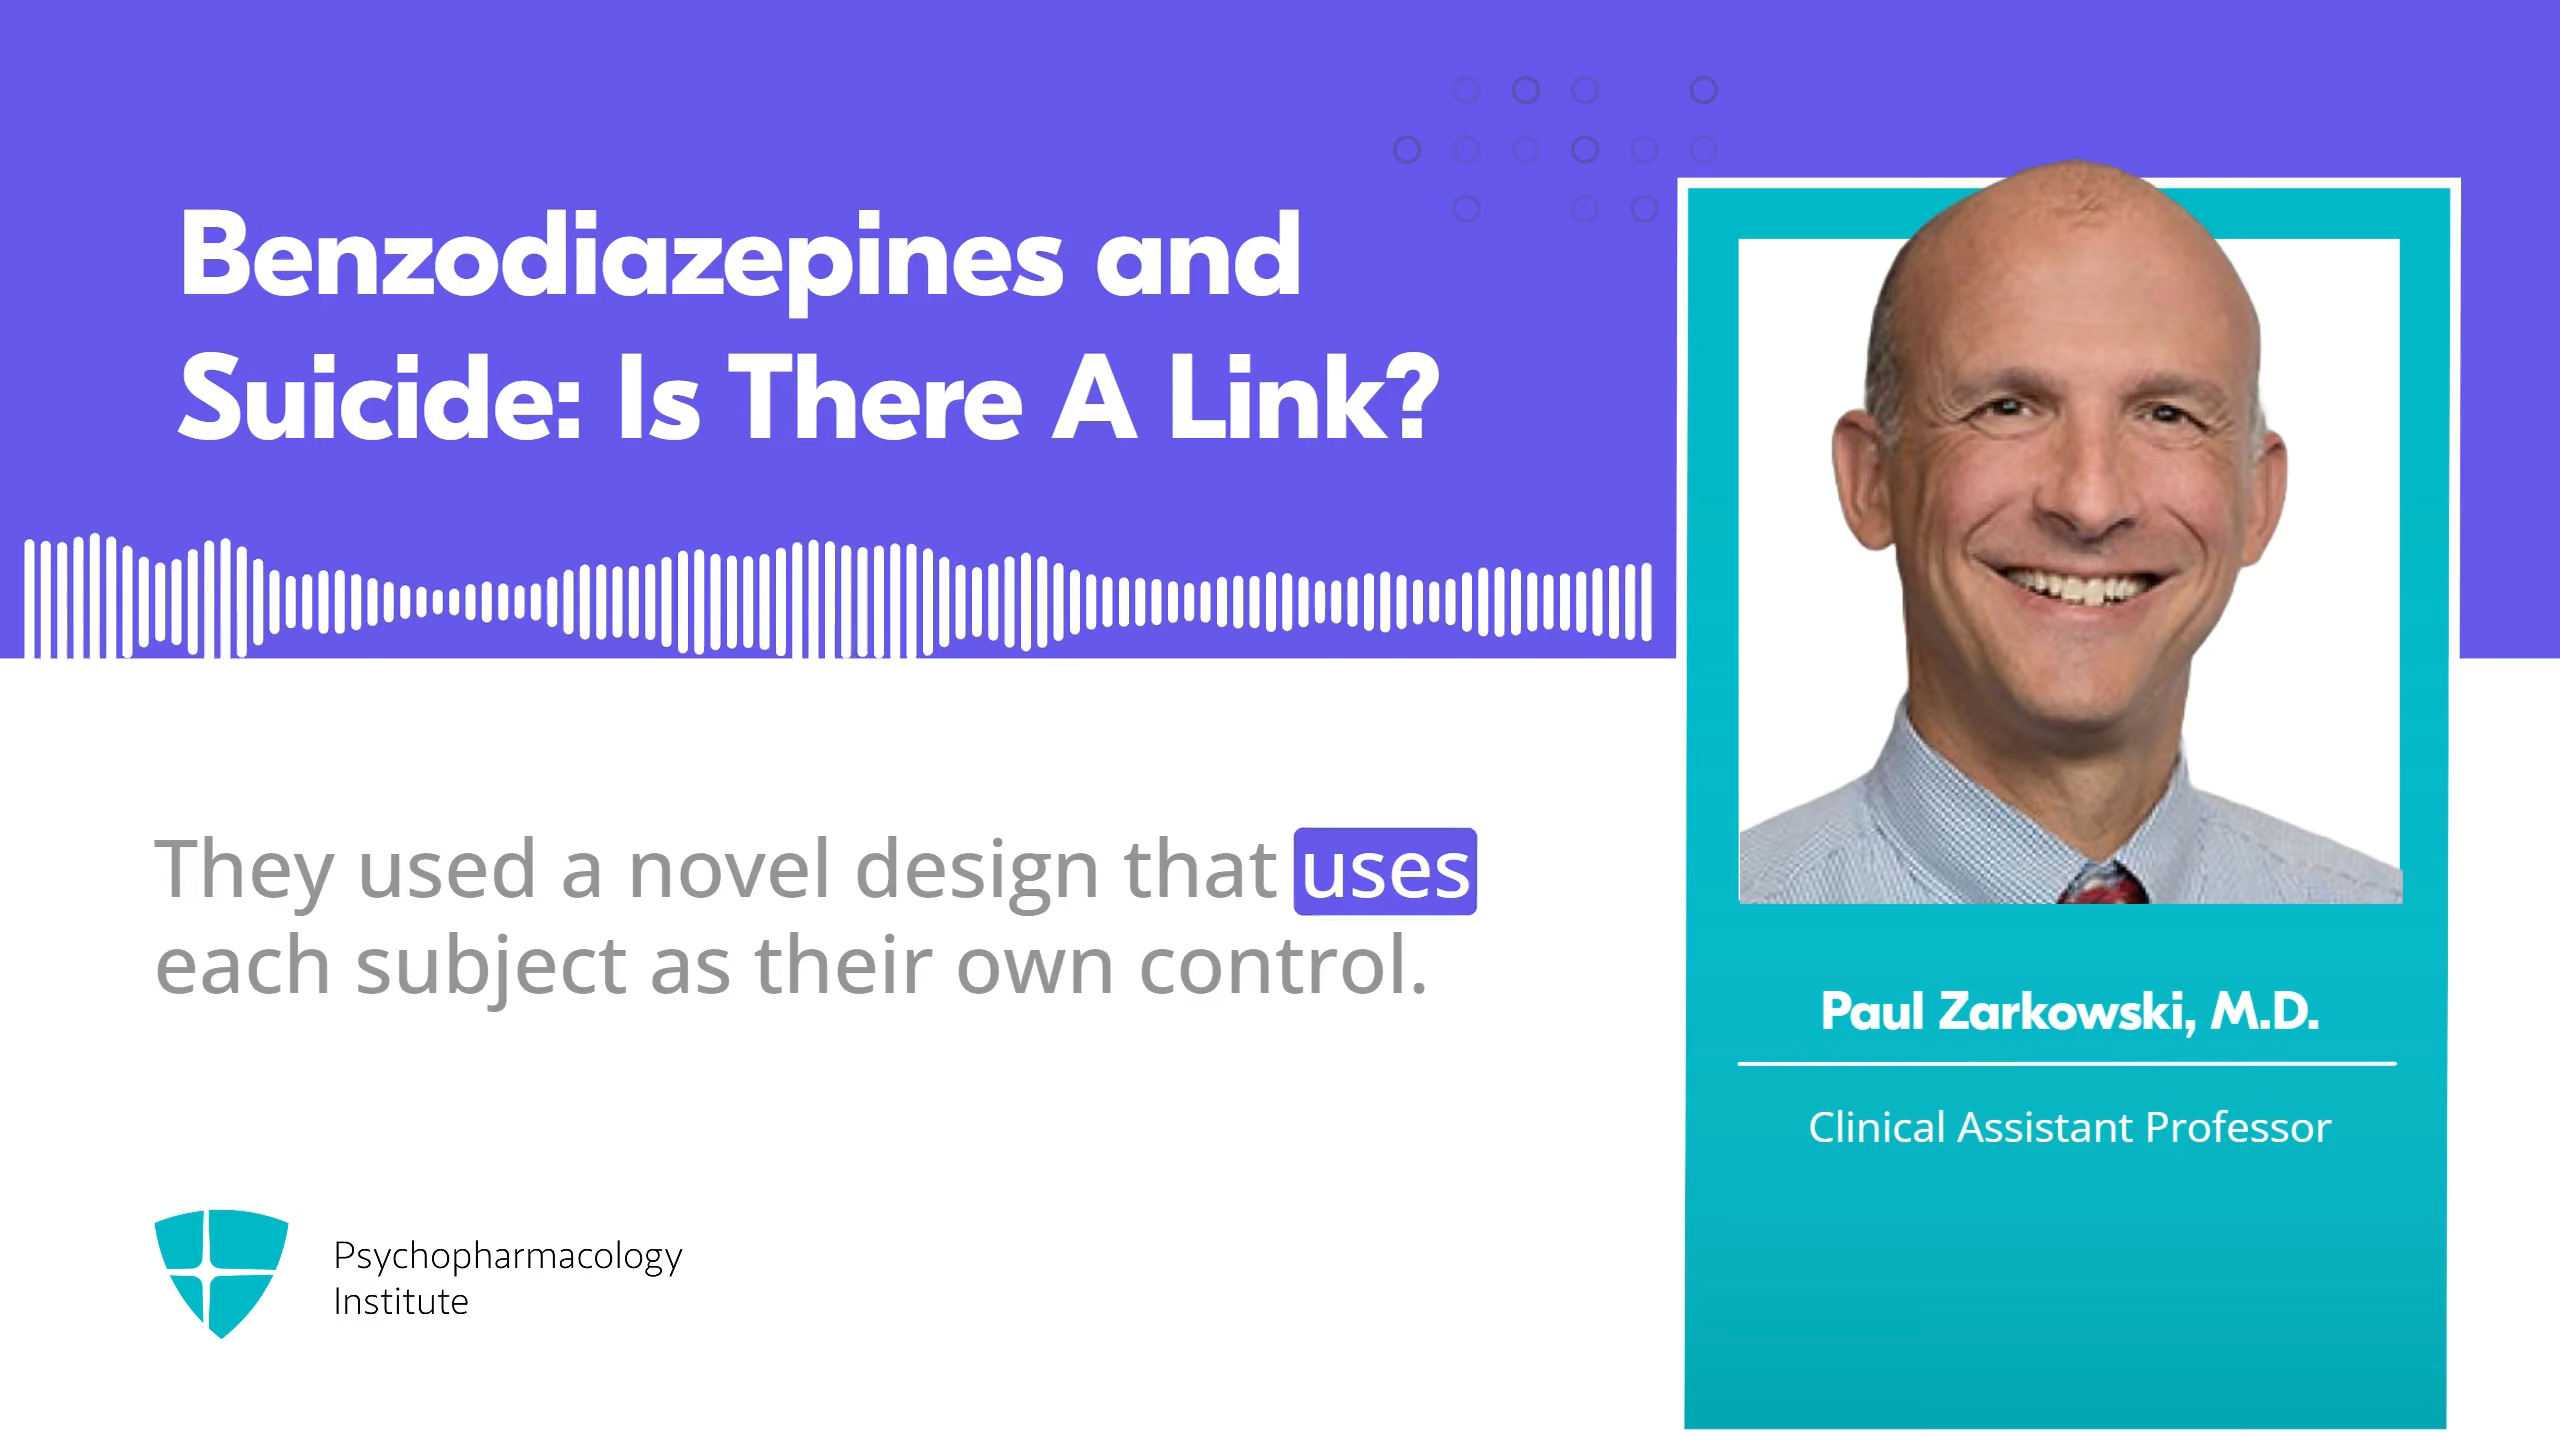 Benzodiazepines and
Suicide: Is There A Link?
They used a novel design that uses
each subject as their own control.
Paul Zarkowski, M.D.
Clinical Assistant Professor
Psychopharmacology
Institute